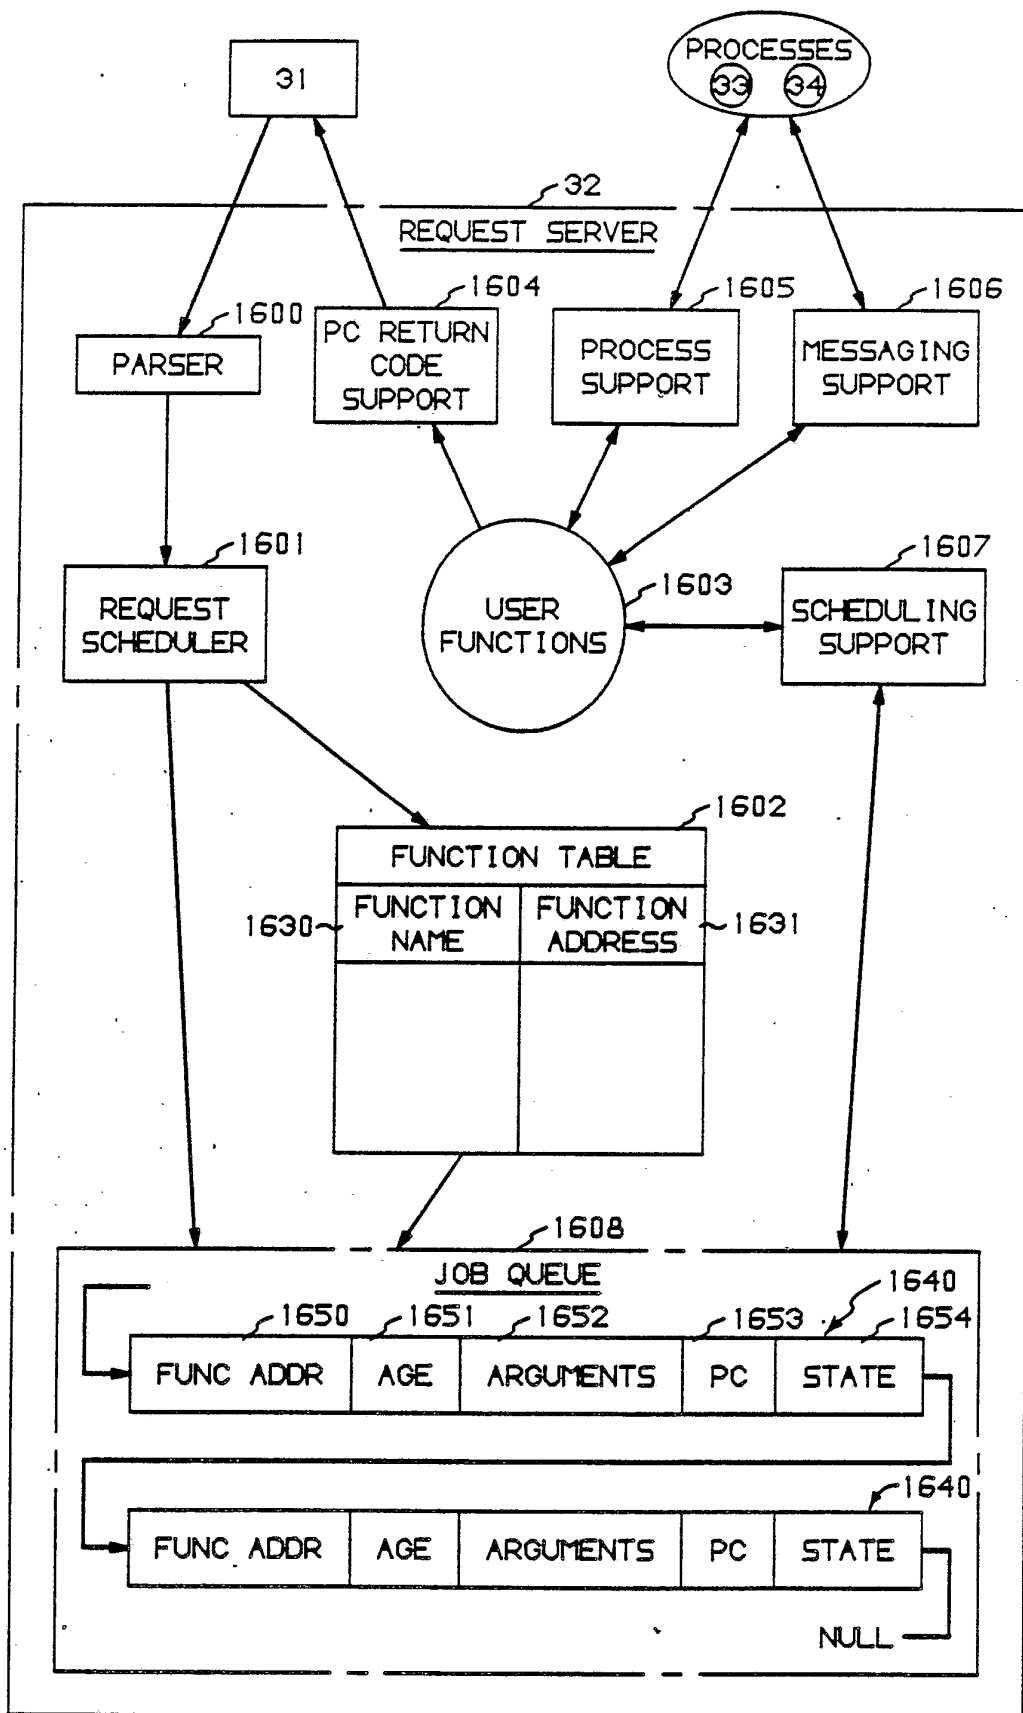 31
PROCESSES
33 34
32
REQUEST SERVER
1600
PARSER
1604
PC RETURN
CODE
SUPPORT
1605
PROCESS
SUPPORT
1606
MESSAGING
SUPPORT
1601
REQUEST
SCHEDULER
1603
USER
FUNCTIONS
1607
SCHEDULING
SUPPORT
1602
FUNCTION TABLE
1630
FUNCTION
NAME
FUNCTION
ADDRESS
1631
1608
JOB QUEUE
1640
1650 1651 1652 1653 1654
FUNC ADDR AGE ARGUMENTS PC STATE
1640
FUNC ADDR AGE ARGUMENTS PC STATE
NULL